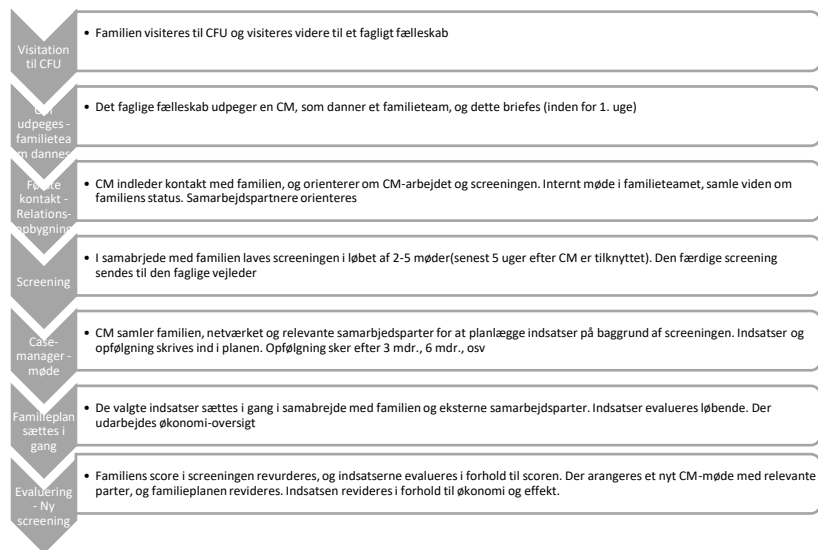 Visitation
til CFU
• Familien visiteres til CFU og visiteres videre til et fagligt fælleskab
udpeges -
familietea
m dannes
• Det faglige fælleskab udpeger en CM, som danner et familieteam, og dette briefes (inden for 1. uge)
Første
kontakt -
Relations-
opbygning
• CM indleder kontakt med familien, og orienterer om CM-arbejdet og screeningen. Internt møde i familieteamet, samle viden om
familiens status. Samarbejdspartnere orienteres
Screening
• I samabrjede med familien laves screeningen i løbet af 2-5 møder(senest 5 uger efter CM er tilknyttet). Den færdige screening
sendes til den faglige vejleder
Case-
manager -
møde
• CM samler familien, netværket og relevante samarbjedsparter for at planlægge indsatser på baggrund af screeningen. Indsatser og
opfølgning skrives ind i planen. Opfølgning sker efter 3 mdr., 6 mdr., osv
Familieplan
sættes i
gang
• De valgte indsatser sættes i gang i samabrejde med familien og eksterne samarbejdsparter. Indsatser evalueres løbende. Der
udarbejdes økonomi-oversigt
Evaluering
- Ny
screening
• Familiens score i screeningen revurderes, og indsatserne evalueres i forhold til scoren. Der arangeres et nyt CM-møde med relevante
parter, og familieplanen revideres. Indsatsen revideres i forhold til økonomi og effekt.